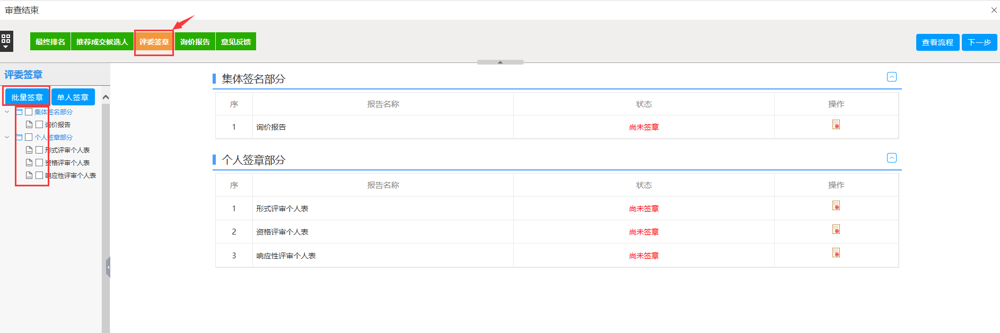 审查结束
最终排名 推荐成交候选人 评委签章 询价报告 意见反馈 查看流程 下一步
评委签章
批量签章 单人签章
集体签名部分
询价报告
个人签章部分
形式评审个人表
资格评审个人表
响应性评审个人表
集体签名部分
序 报告名称 状态 操作
1 询价报告 尚未签章
个人签章部分
序 报告名称 状态 操作
1 形式评审个人表 尚未签章
2 资格评审个人表 尚未签章
3 响应性评审个人表 尚未签章